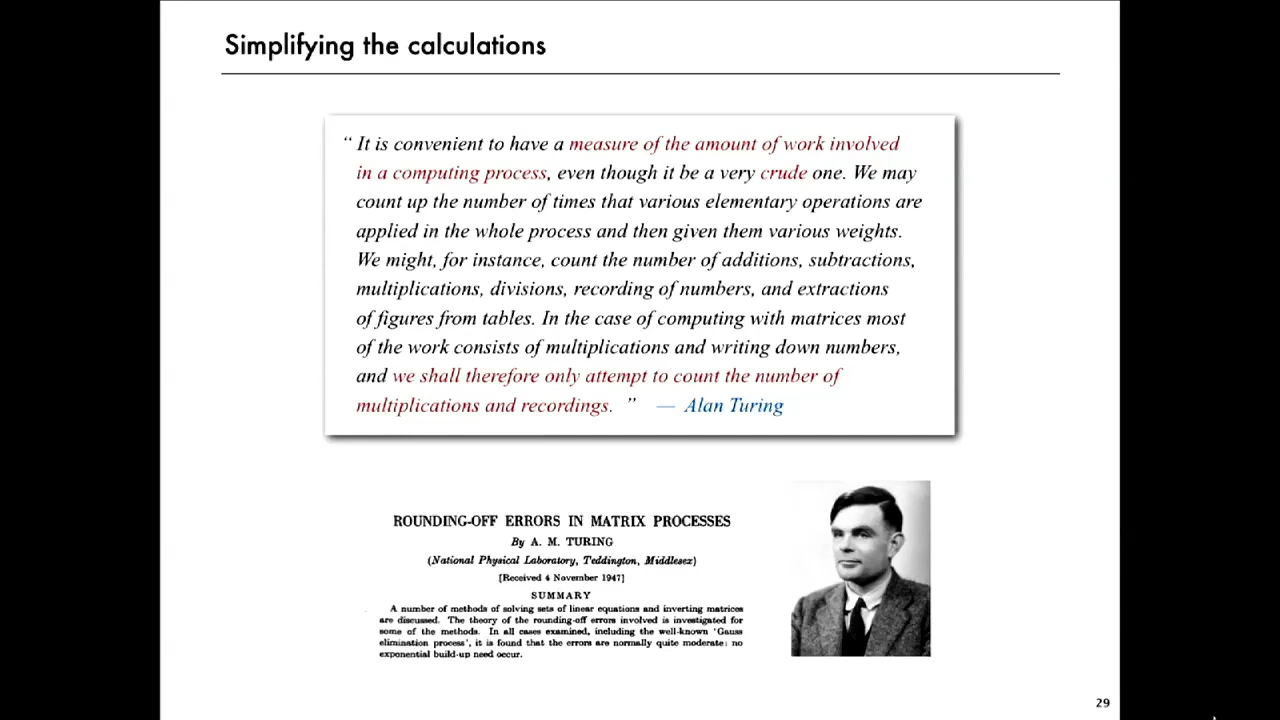 Simplifying the calculations
“ It is convenient to have a measure of the amount of work involved
in a computing process, even though it be a very crude one. We may
count up the number of times that various elementary operations are
applied in the whole process and then given them various weights.
We might, for instance, count the number of additions, subtractions,
multiplications, divisions, recording of numbers, and extractions
of figures from tables. In the case of computing with matrices most
of the work consists of multiplications and writing down numbers,
and we shall therefore only attempt to count the number of
multiplications and recordings. ” — Alan Turing
ROUNDING-OFF ERRORS IN MATRIX PROCESSES
By A. M. TURING
(National Physical Laboratory, Teddington, Middlesex)
[Received 4 November 1947]
SUMMARY
A number of methods of solving sets of linear equations and inverting matrices
are discussed. The theory of the rounding-off errors involved is investigated for
some of the methods. In all cases examined, including the well-known 'Gauss
elimination process', it is found that the errors are normally quite moderate: no
exponential build-up need occur.
29